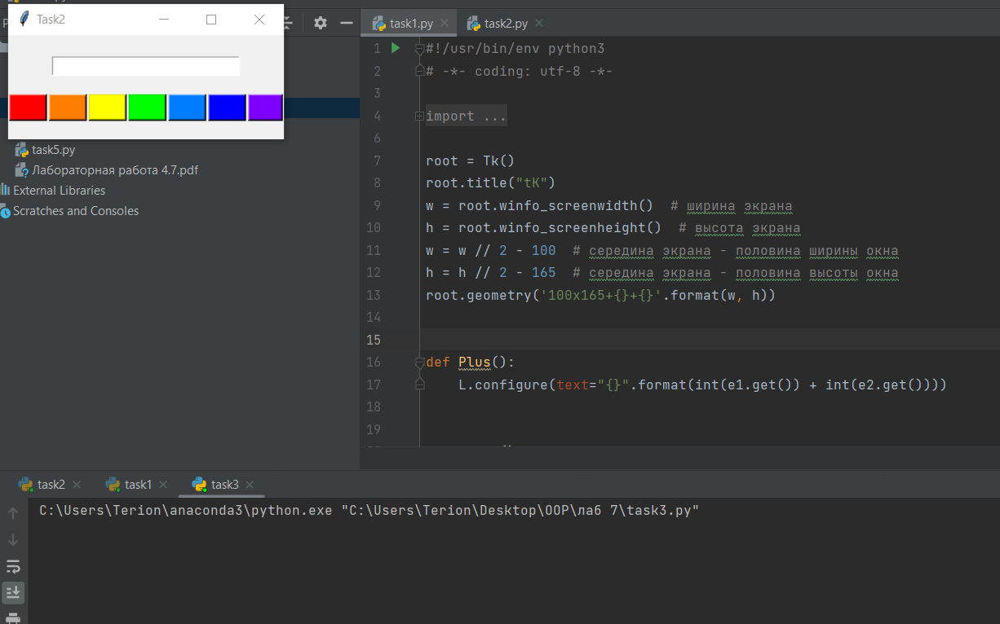 Task2
task5.py
Лабораторная работа 4.7.pdf
External Libraries
Scratches and Consoles
task1.py
task2.py
1 #!/usr/bin/env python3
2 # -*- coding: utf-8 -*-
3
4 import ...
6
7 root = Tk()
8 root.title("tK")
9 w = root.winfo_screenwidth()  # ширина экрана
10 h = root.winfo_screenheight()  # высота экрана
11 w = w // 2 - 100  # середина экрана - половина ширины окна
12 h = h // 2 - 165  # середина экрана - половина высоты окна
13 root.geometry('100x165+{}+{}'.format(w, h))
14
15
16 def Plus():
17     L.configure(text="{}".format(int(e1.get()) + int(e2.get())))
18
19
task2
task1
task3
C:\Users\Terion\anaconda3\python.exe "C:\Users\Terion\Desktop\OOP\лаб 7\task3.py"